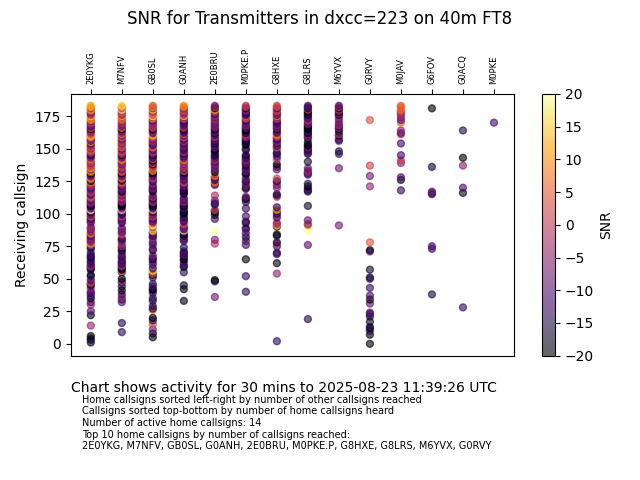 SNR for Transmitters in dxcc=223 on 40m FT8
2E0YKG M7NFV GB0SL G0ANH 2E0BRU M0PKE.P G8HXE G8LRS M6YVX G0RVY M0JAV G6FOV G0ACQ M0PKE
Receiving callsign
175
150
125
100
75
50
25
0
20
15
10
5
0
−5
−10
−15
−20
SNR
Chart shows activity for 30 mins to 2025-08-23 11:39:26 UTC
Home callsigns sorted left-right by number of other callsigns reached
Callsigns sorted top-bottom by number of home callsigns heard
Number of active home callsigns: 14
Top 10 home callsigns by number of callsigns reached:
2E0YKG, M7NFV, GB0SL, G0ANH, 2E0BRU, M0PKE.P, G8HXE, G8LRS, M6YVX, G0RVY